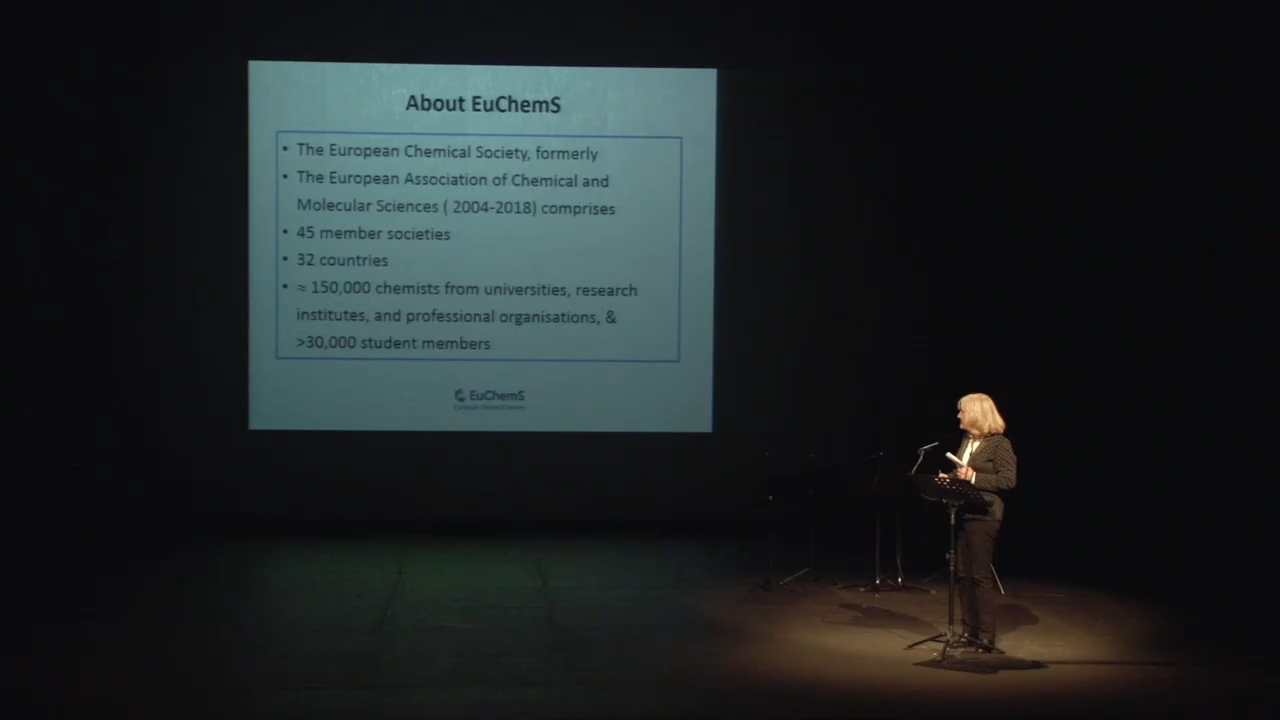 About EuChemS
• The European Chemical Society, formerly
• The European Association of Chemical and
Molecular Sciences ( 2004-2018) comprises
• 45 member societies
• 32 countries
• ≈ 150,000 chemists from universities, research
institutes, and professional organisations, &
>30,000 student members
EuChemS